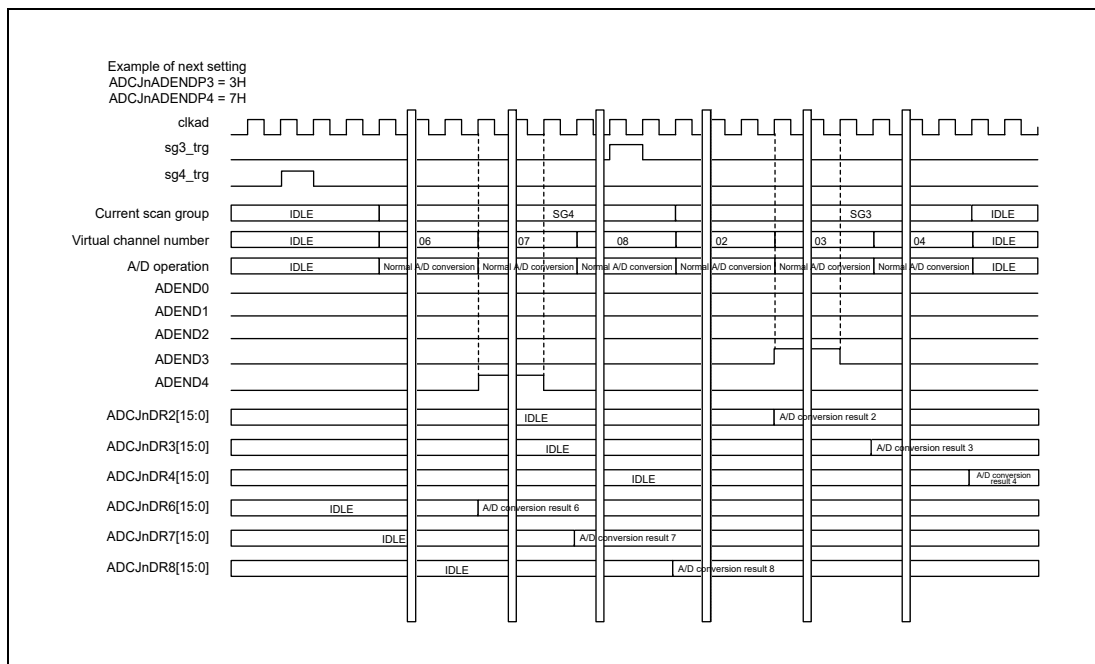 Example of next setting
ADCJnADENDP3 = 3H
ADCJnADENDP4 = 7H
clkad
sg3_trg
sg4_trg
Current scan group IDLE SG4 SG3 IDLE
Virtual channel number IDLE 06 07 08 02 03 04 IDLE
A/D operation IDLE Normal A/D conversion Normal A/D conversion Normal A/D conversion Normal A/D conversion Normal A/D conversion Normal A/D conversion IDLE
ADEND0
ADEND1
ADEND2
ADEND3
ADEND4
ADCJnDR2[15:0] IDLE A/D conversion result 2
ADCJnDR3[15:0] IDLE A/D conversion result 3
ADCJnDR4[15:0] IDLE A/D conversion result 4
ADCJnDR6[15:0] IDLE A/D conversion result 6
ADCJnDR7[15:0] IDLE A/D conversion result 7
ADCJnDR8[15:0] IDLE A/D conversion result 8